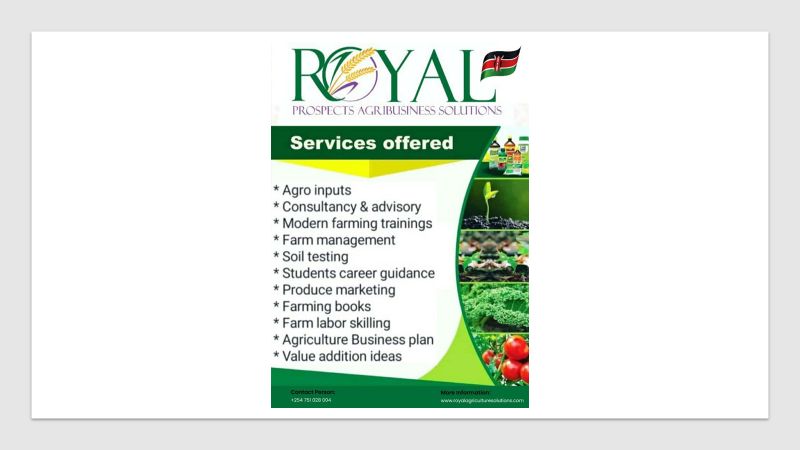 ROYAL
PROSPECTS AGRIBUSINESS SOLUTIONS
Services offered
* Agro inputs
* Consultancy & advisory
* Modern farming trainings
* Farm management
* Soil testing
* Students career guidance
* Produce marketing
* Farming books
* Farm labor skilling
* Agriculture Business plan
* Value addition ideas
Contact Person:
+254 751 028 004
More Information:
www.royalagriculturesolutions.com